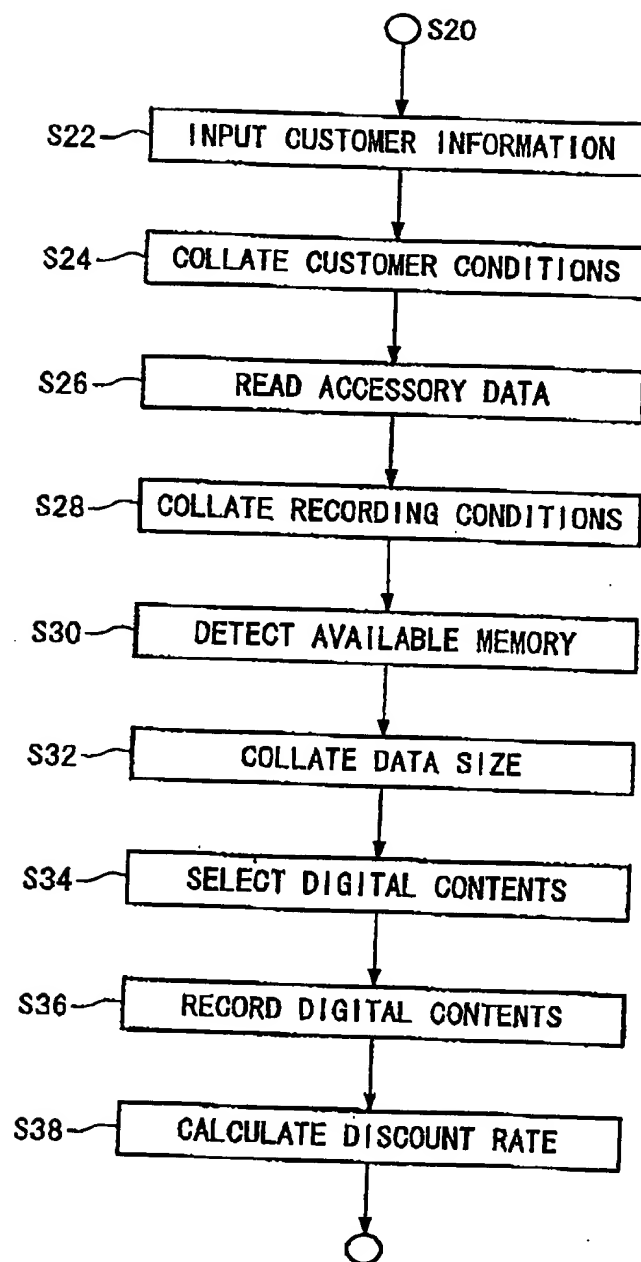 S20
S22 INPUT CUSTOMER INFORMATION
S24 COLLATE CUSTOMER CONDITIONS
S26 READ ACCESSORY DATA
S28 COLLATE RECORDING CONDITIONS
S30 DETECT AVAILABLE MEMORY
S32 COLLATE DATA SIZE
S34 SELECT DIGITAL CONTENTS
S36 RECORD DIGITAL CONTENTS
S38 CALCULATE DISCOUNT RATE